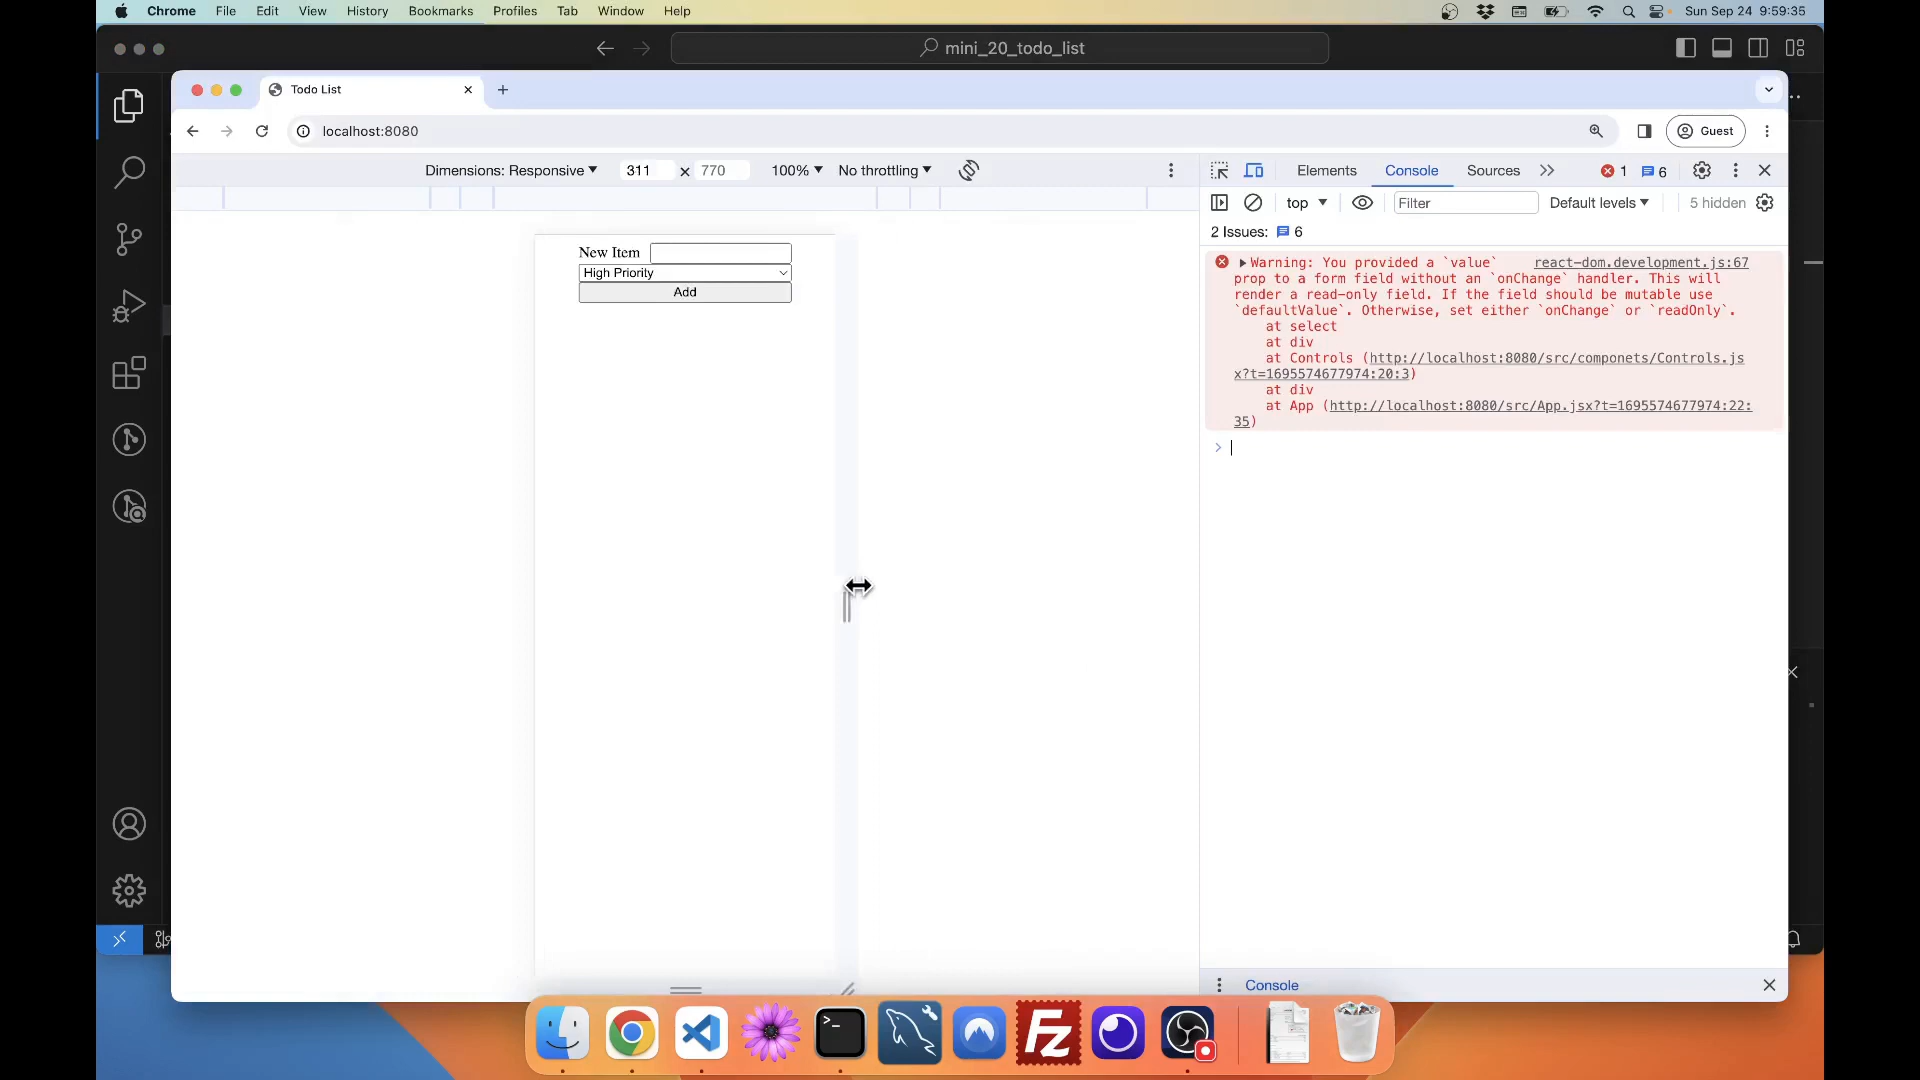 Chrome File Edit View History Bookmarks Profiles Tab Window Help Sun Sep 24 9:59:35
mini_20_todo_list
Todo List
localhost:8080 Guest
Dimensions: Responsive 311 × 770 100% No throttling
Elements Console Sources 1 6
top Filter Default levels 5 hidden
2 Issues: 6
New Item
High Priority
Add
Warning: You provided a `value` react-dom.development.js:67
prop to a form field without an `onChange` handler. This will
render a read-only field. If the field should be mutable use
`defaultValue`. Otherwise, set either `onChange` or `readOnly`.
at select
at div
at Controls (http://localhost:8080/src/componets/Controls.js
x?t=1695574677974:20:3)
at div
at App (http://localhost:8080/src/App.jsx?t=1695574677974:22:
35)
Console
Fz